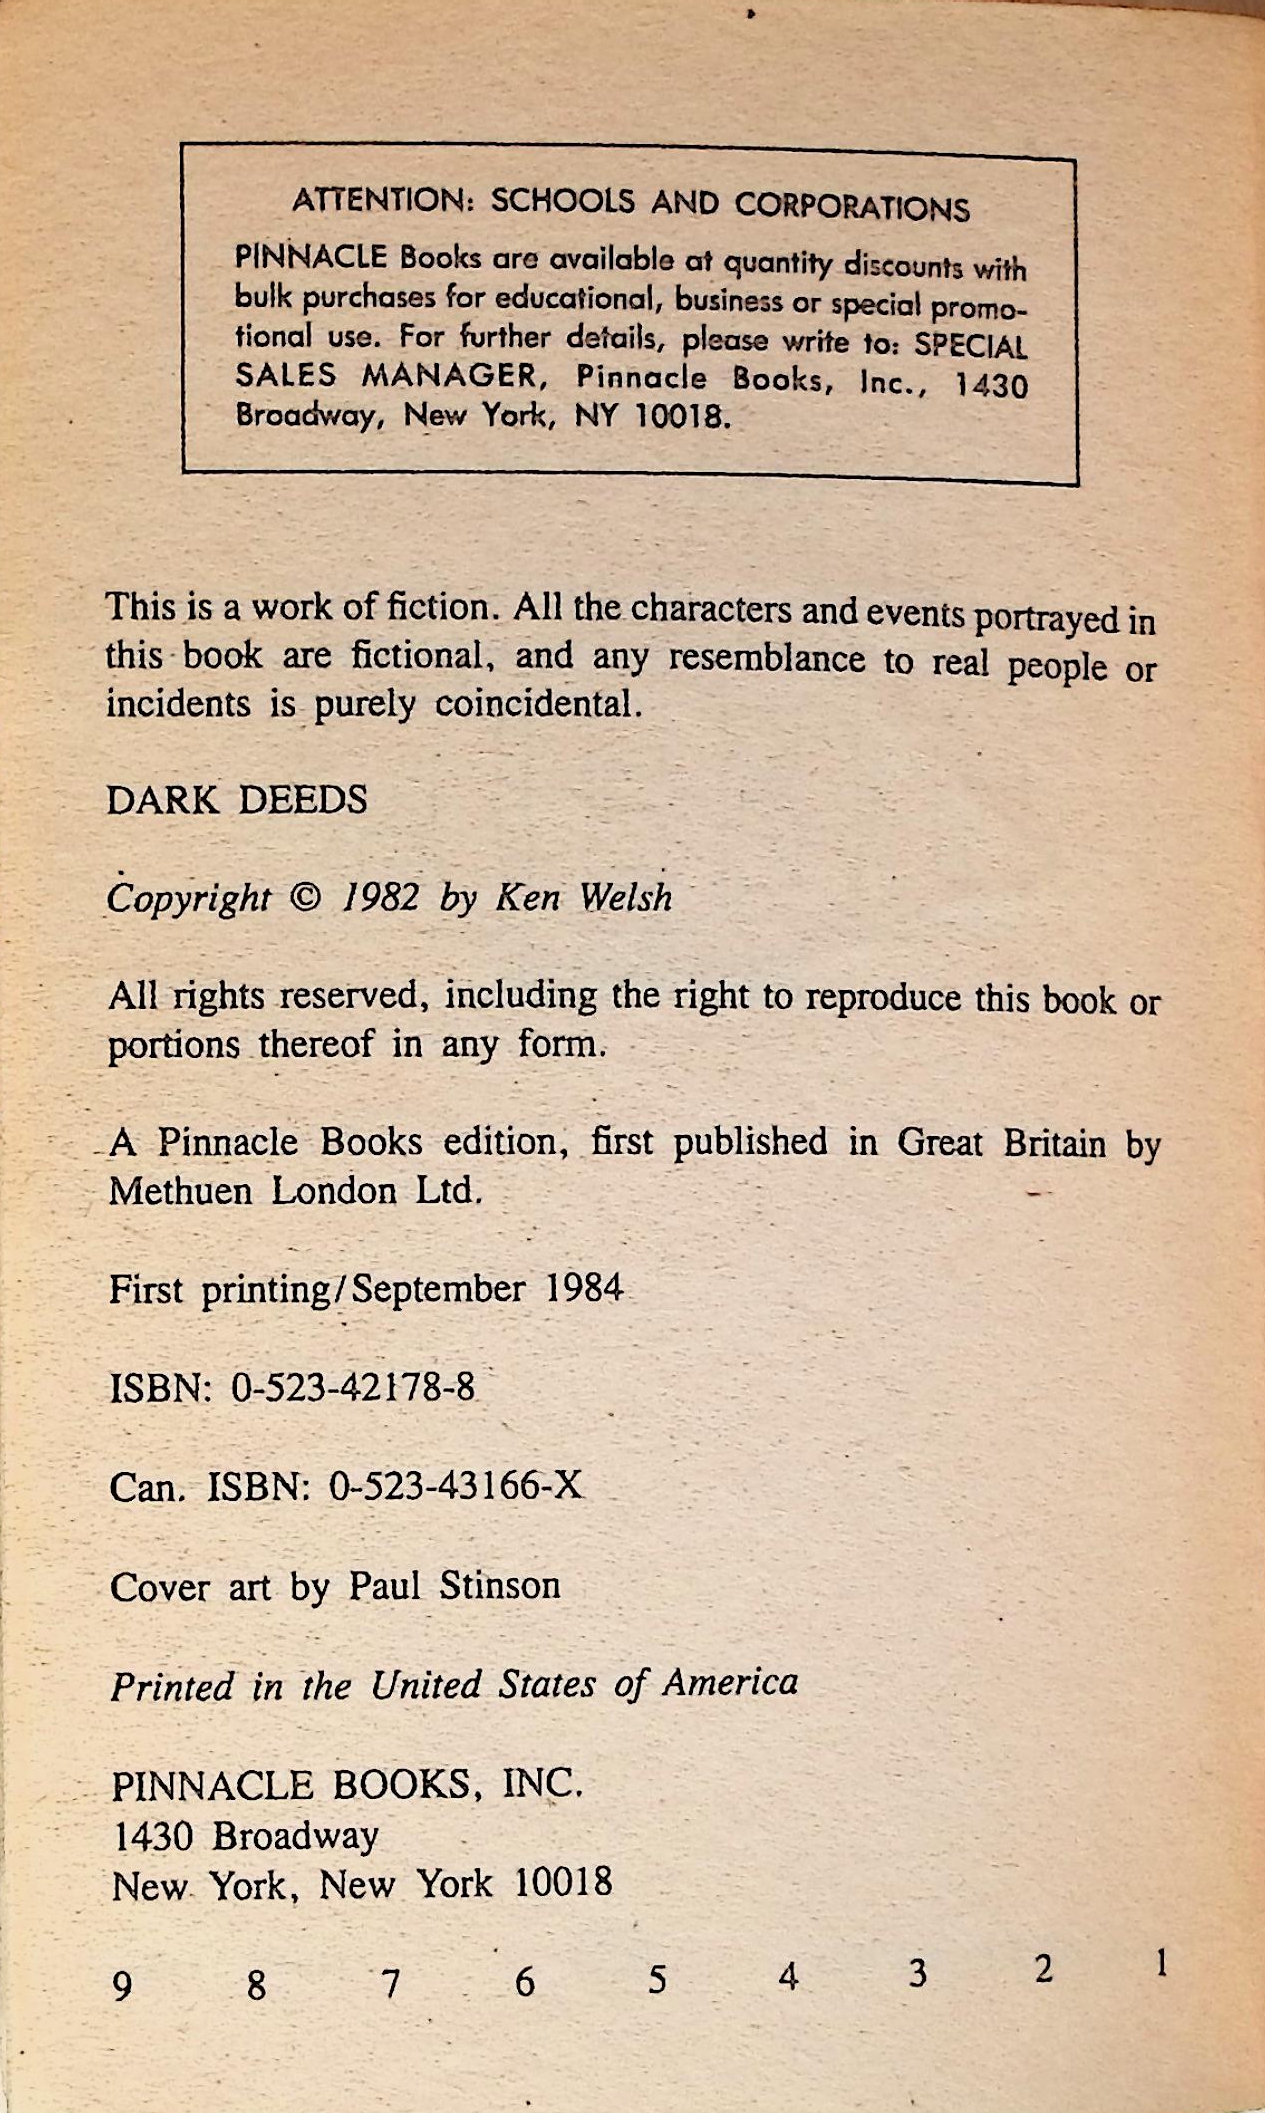 ATTENTION: SCHOOLS AND CORPORATIONS
PINNACLE Books are available at quantity discounts with
bulk purchases for educational, business or special promo-
tional use. For further details, please write to: SPECIAL
SALES MANAGER, Pinnacle Books, Inc., 1430
Broadway, New York, NY 10018.
This is a work of fiction. All the characters and events portrayed in
this book are fictional, and any resemblance to real people or
incidents is purely coincidental.
DARK DEEDS
Copyright © 1982 by Ken Welsh
All rights reserved, including the right to reproduce this book or
portions thereof in any form.
A Pinnacle Books edition, first published in Great Britain by
Methuen London Ltd.
First printing/September 1984
ISBN: 0-523-42178-8
Can. ISBN: 0-523-43166-X
Cover art by Paul Stinson
Printed in the United States of America
PINNACLE BOOKS, INC.
1430 Broadway
New York, New York 10018
9 8 7 6 5 4 3 2 1